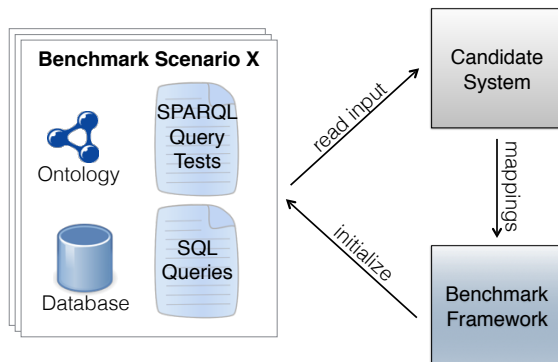 Benchmark Scenario X
SPARQL
Query
Tests
Ontology
SQL
Queries
Database
read input
initialize
Candidate
System
mappings
Benchmark
Framework